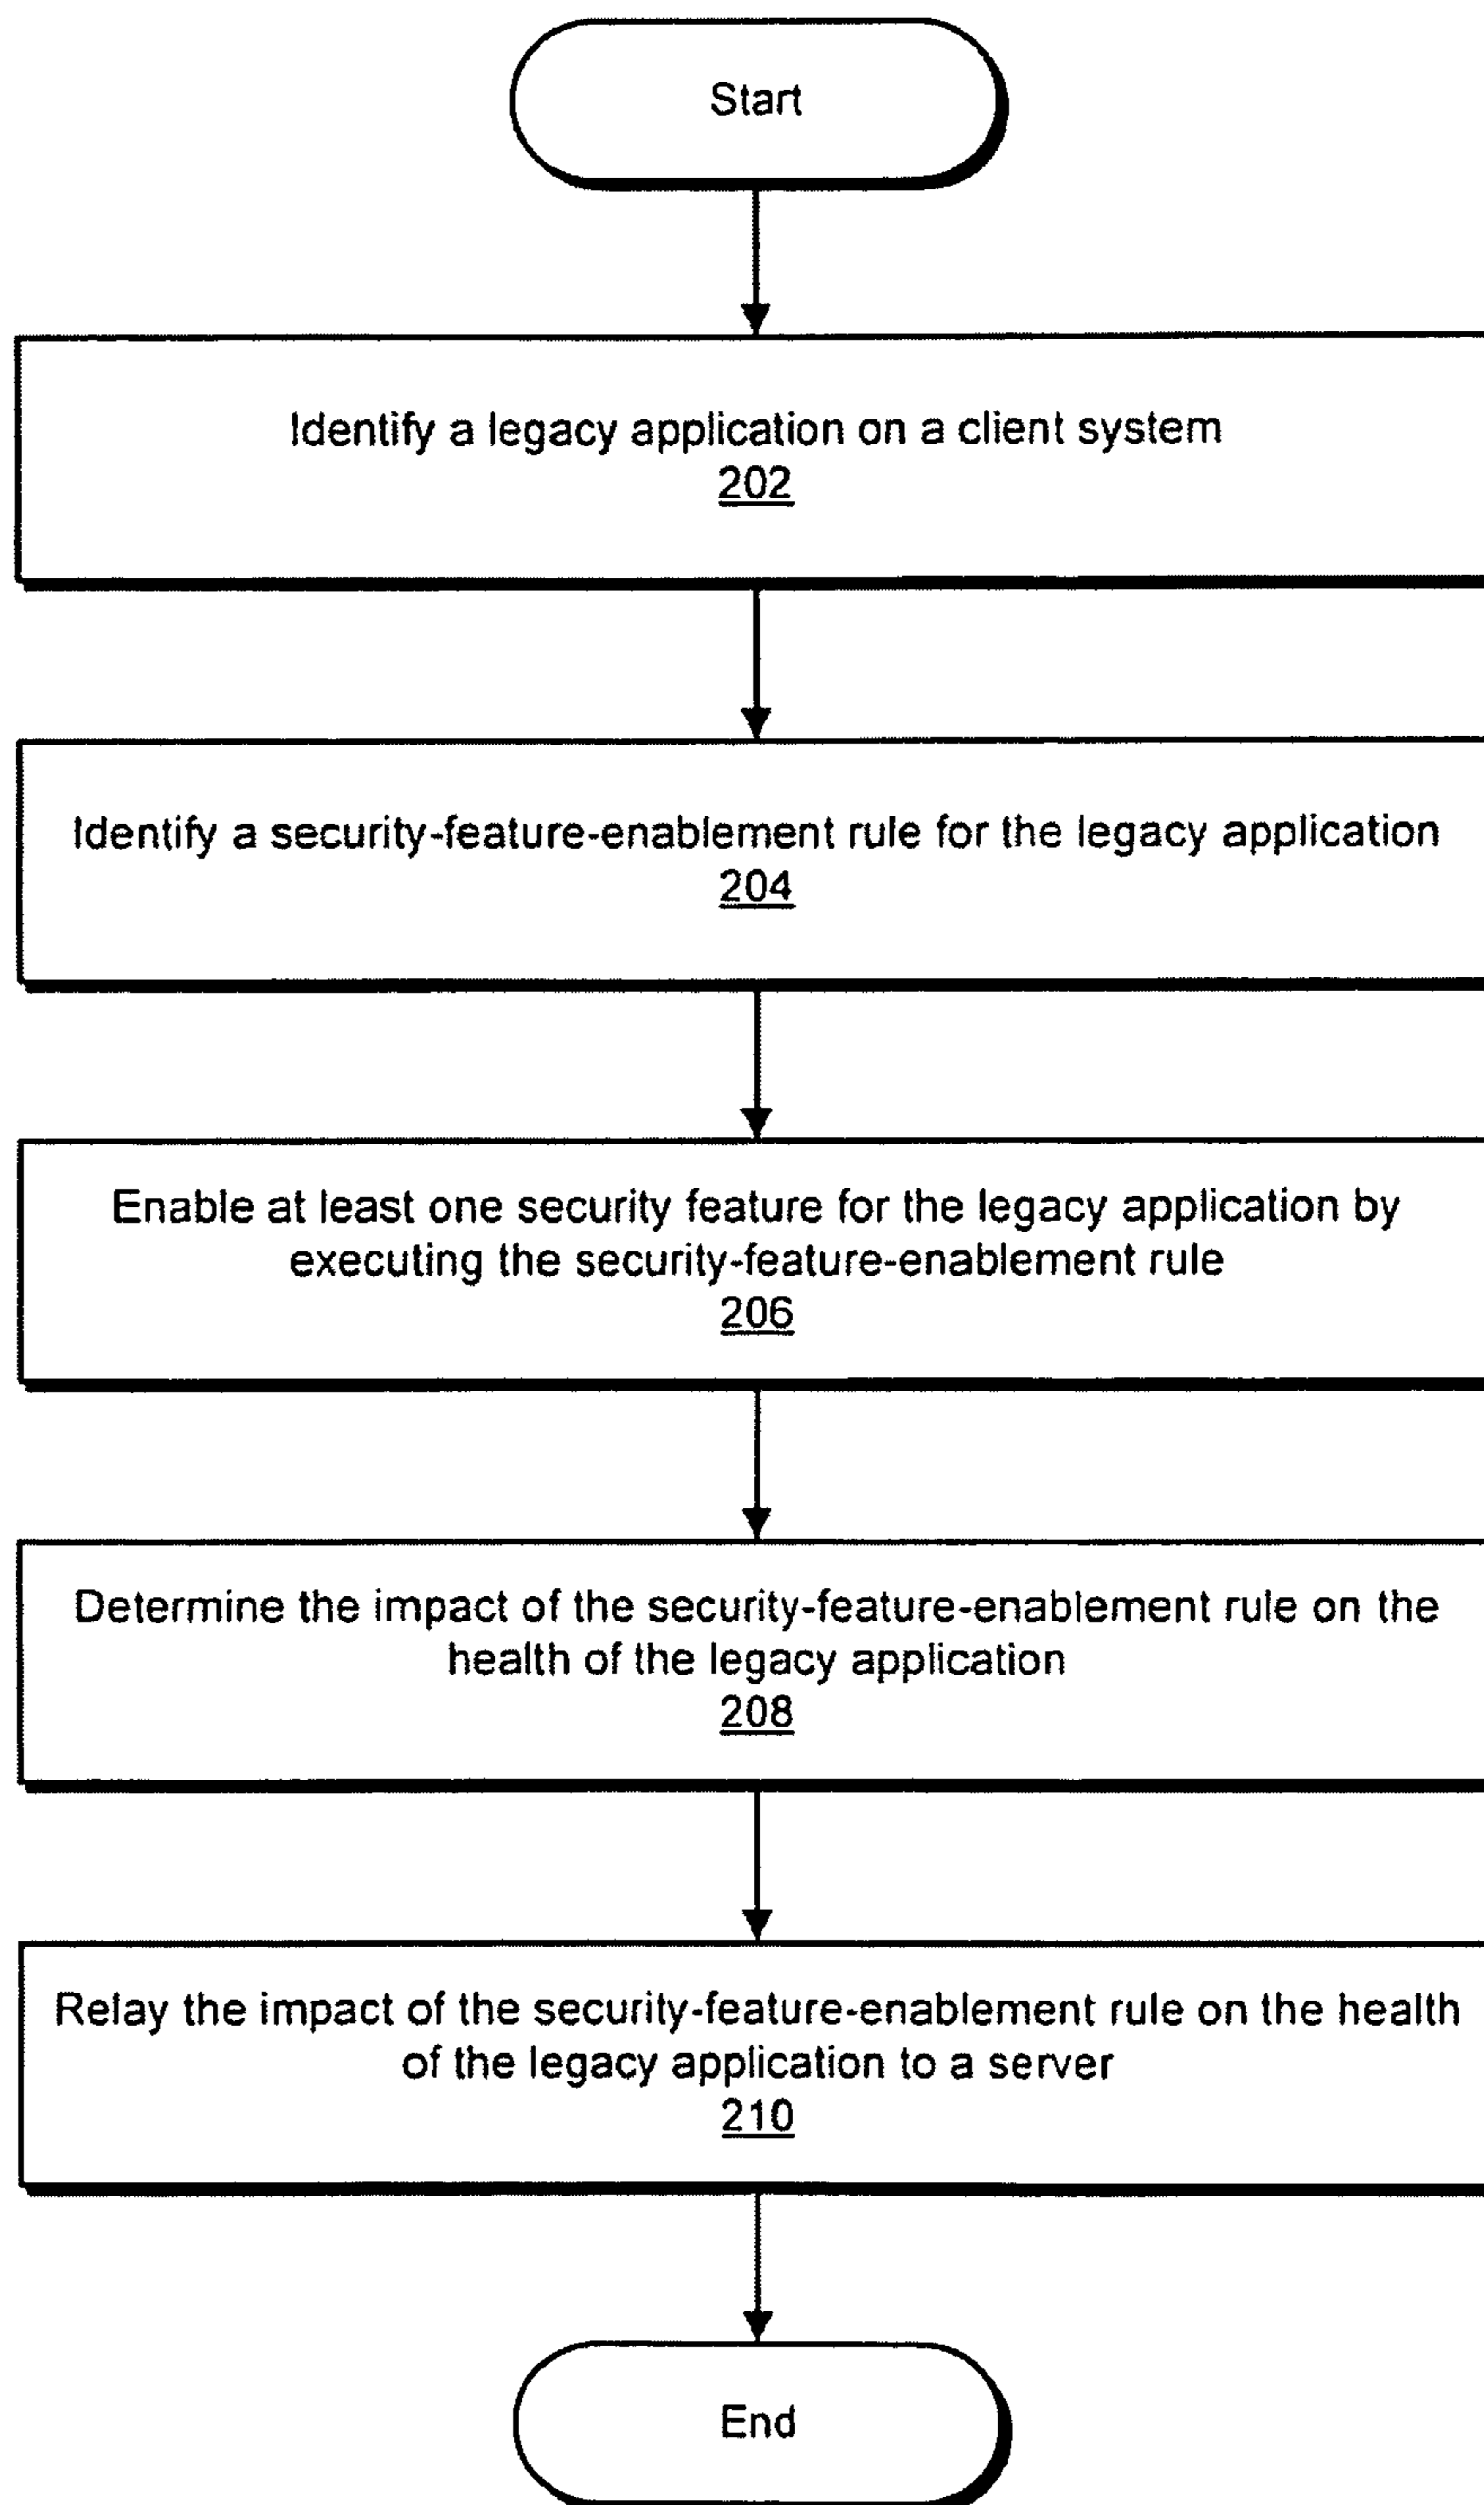 Start
Identify a legacy application on a client system
202
Identify a security-feature-enablement rule for the legacy application
204
Enable at least one security feature for the legacy application by
executing the security-feature-enablement rule
206
Determine the impact of the security-feature-enablement rule on the
health of the legacy application
208
Relay the impact of the security-feature-enablement rule on the health
of the legacy application to a server
210
End